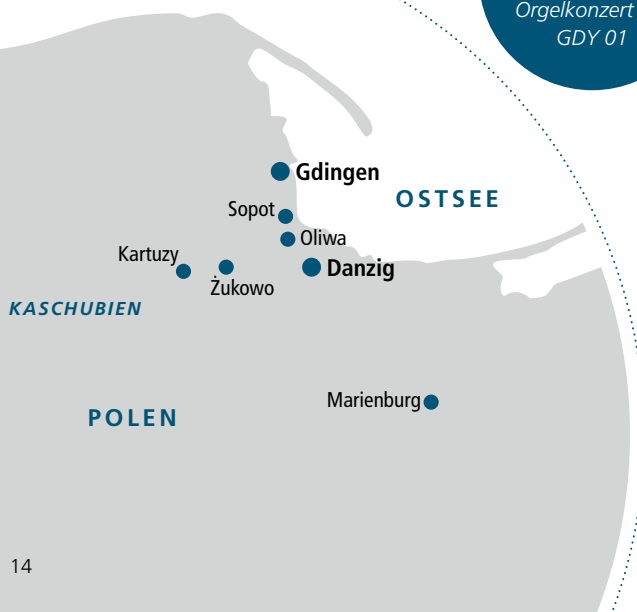 Orgelkonzert
GDY 01
Gdingen
OSTSEE
Sopot
Oliwa
Kartuzy
Danzig
Żukowo
KASCHUBIEN
Marienburg
POLEN
14